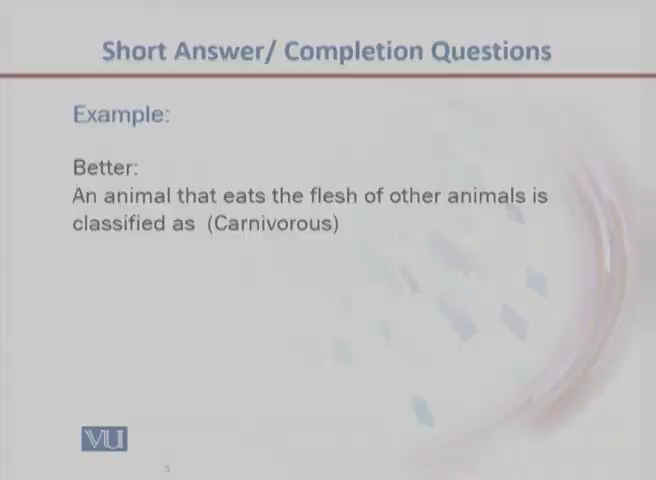 Short Answer/ Completion Questions
Example:
Better:
An animal that eats the flesh of other animals is
classified as (Carnivorous)
VU